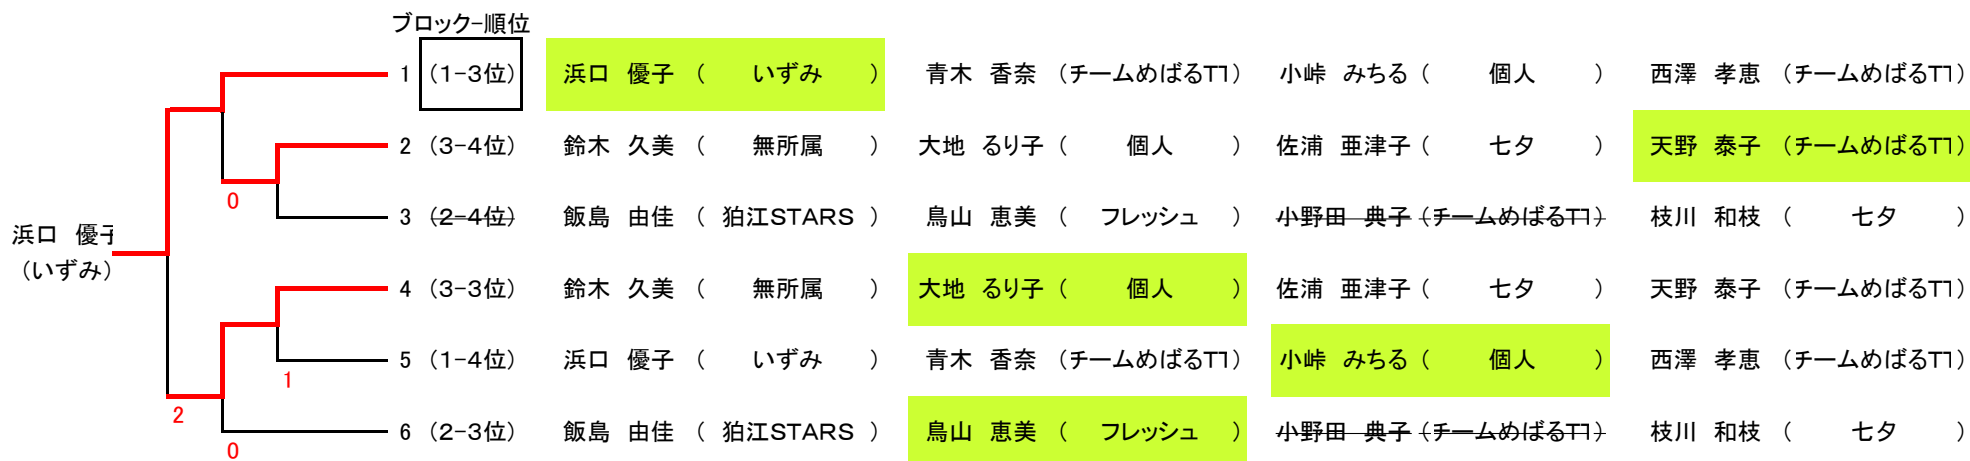 ブロック-順位
1 (1-3位) 浜口 優子 ( いずみ ) 青木 香奈 (チームめばるTT) 小峠 みちる ( 個人 ) 西澤 孝恵 (チームめばるTT)
2 (3-4位) 鈴木 久美 ( 無所属 ) 大地 るり子 ( 個人 ) 佐浦 亜津子 ( 七夕 ) 天野 泰子 (チームめばるTT)
0
3 (2-4位) 飯島 由佳 ( 狛江STARS ) 鳥山 恵美 ( フレッシュ ) 小野田 典子 (チームめばるTT) 枝川 和枝 ( 七夕 )
浜口 優子
(いずみ)
4 (3-3位) 鈴木 久美 ( 無所属 ) 大地 るり子 ( 個人 ) 佐浦 亜津子 ( 七夕 ) 天野 泰子 (チームめばるTT)
5 (1-4位) 浜口 優子 ( いずみ ) 青木 香奈 (チームめばるTT) 小峠 みちる ( 個人 ) 西澤 孝恵 (チームめばるTT)
1
2
6 (2-3位) 飯島 由佳 ( 狛江STARS ) 鳥山 恵美 ( フレッシュ ) 小野田 典子 (チームめばるTT) 枝川 和枝 ( 七夕 )
0